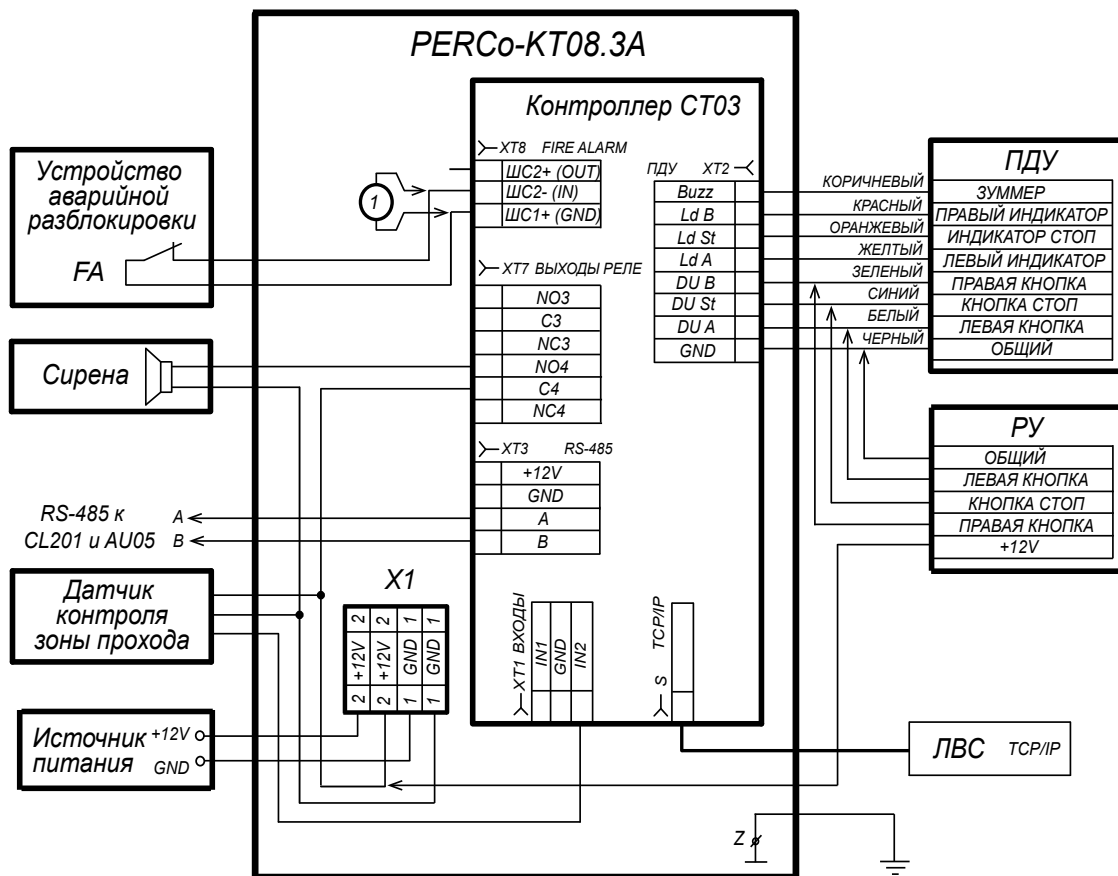 PERCo-KT08.3A
Контроллер CT03
Устройство
аварийной
разблокировки
FA
1
XT8 FIRE ALARM
ШС2+ (OUT)
ШС2- (IN)
ШС1+ (GND)
XT7 ВЫХОДЫ РЕЛЕ
NO3
C3
NC3
NO4
C4
NC4
XT3 RS-485
+12V
GND
A
B
ПДУ XT2
Buzz
Ld B
Ld St
Ld A
DU B
DU St
DU A
GND
КОРИЧНЕВЫЙ
КРАСНЫЙ
ОРАНЖЕВЫЙ
ЖЕЛТЫЙ
ЗЕЛЕНЫЙ
СИНИЙ
БЕЛЫЙ
ЧЕРНЫЙ
ПДУ
ЗУММЕР
ПРАВЫЙ ИНДИКАТОР
ИНДИКАТОР СТОП
ЛЕВЫЙ ИНДИКАТОР
ПРАВАЯ КНОПКА
КНОПКА СТОП
ЛЕВАЯ КНОПКА
ОБЩИЙ
РУ
ОБЩИЙ
ЛЕВАЯ КНОПКА
КНОПКА СТОП
ПРАВАЯ КНОПКА
+12V
Сирена
RS-485 к A
CL201 и AU05 B
Датчик
контроля
зоны прохода
X1
2 +12V 2
2 +12V 2
1 GND 1
1 GND 1
XT1 ВХОДЫ
IN1
GND
IN2
S TCP/IP
Источник +12V
питания GND
ЛВС TCP/IP
Z